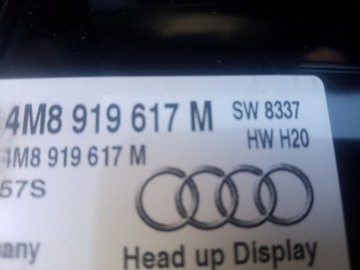 4M8 919 617 M SW 8337
4M8 919 617 M HW H20
57S
Head up Display